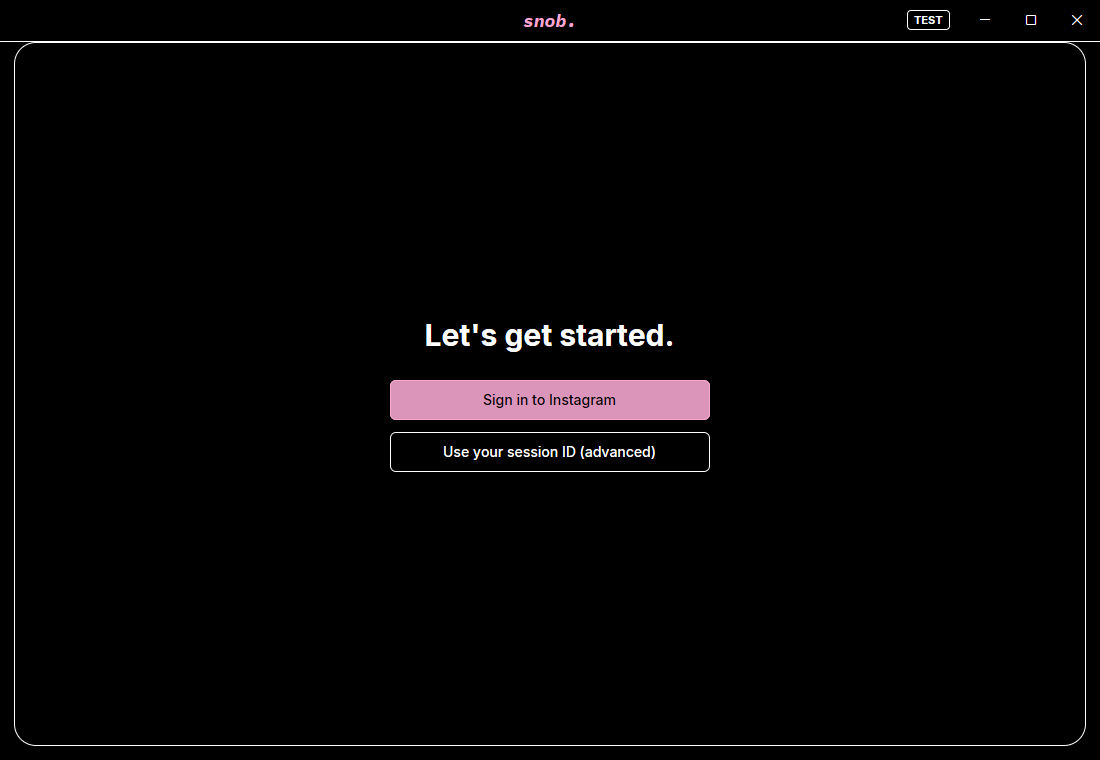 snob.
TEST
Let's get started.
Sign in to Instagram
Use your session ID (advanced)